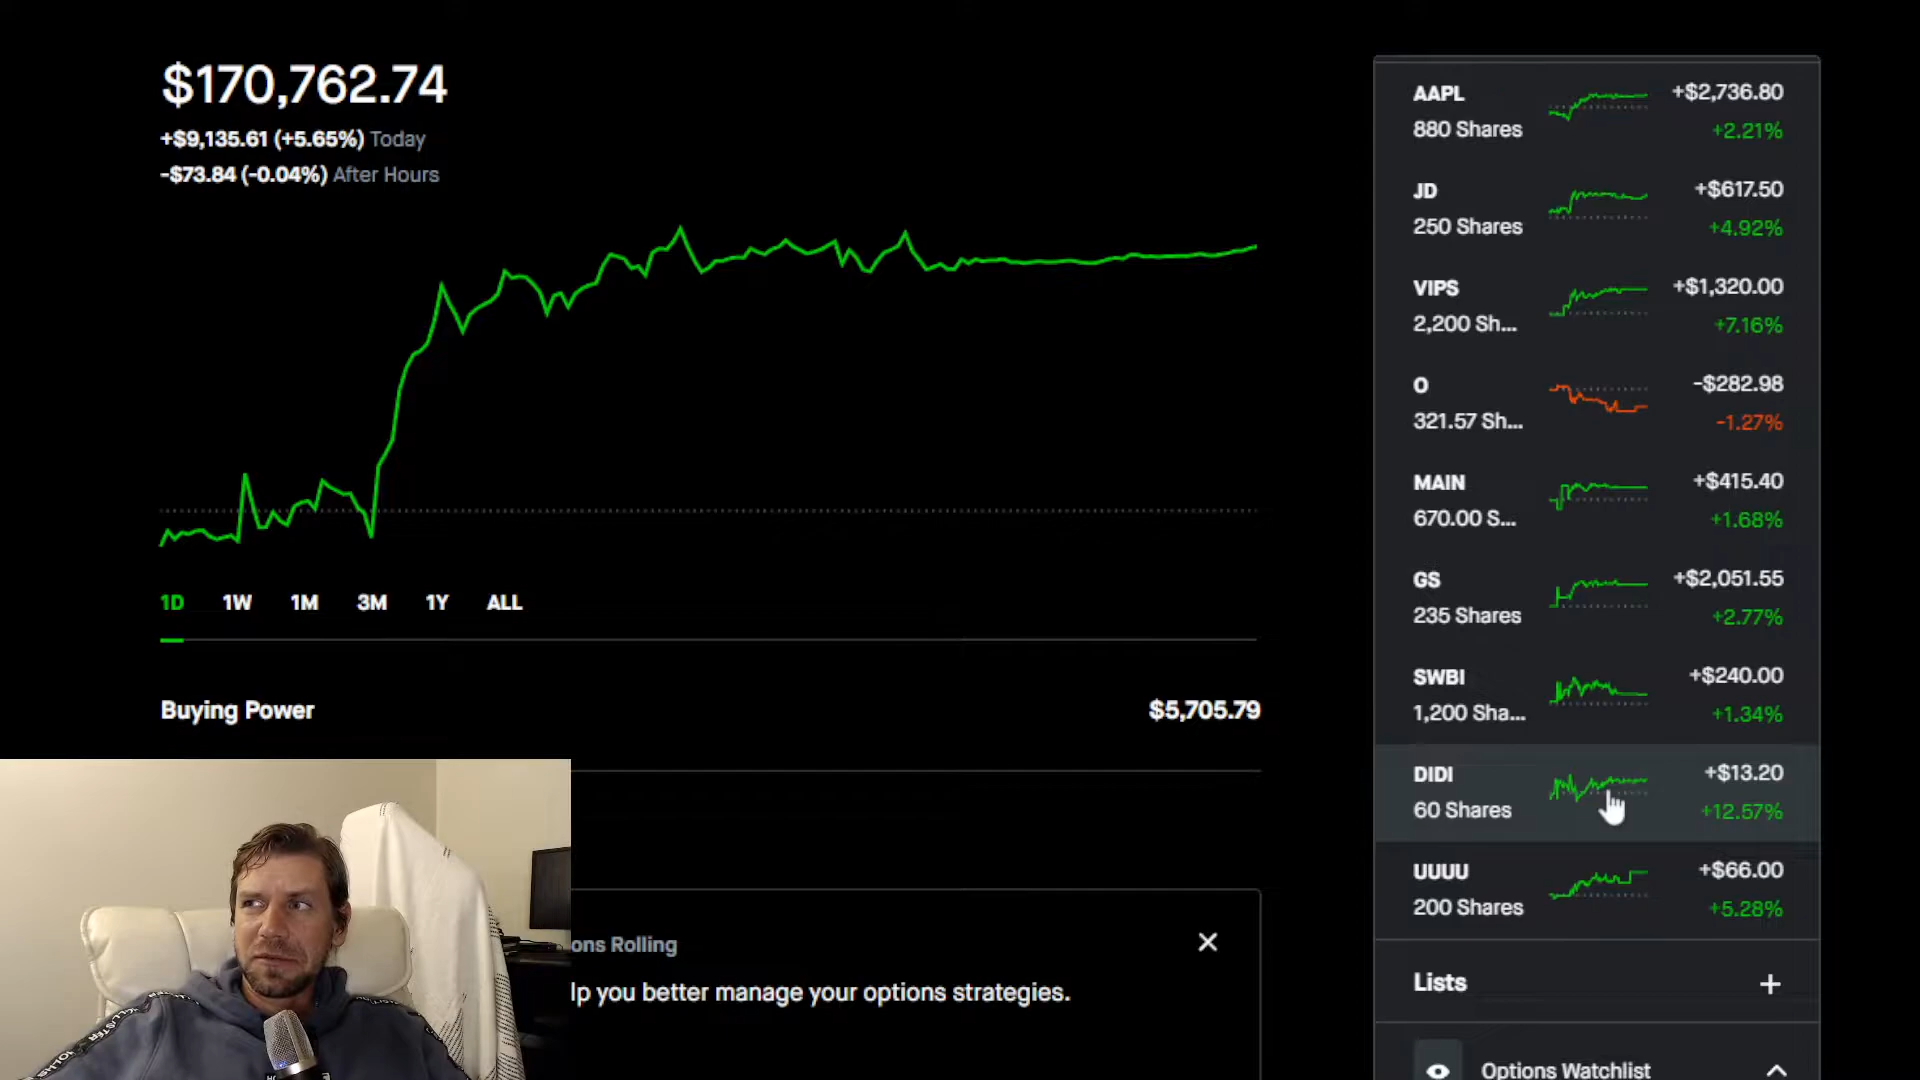 $170,762.74
+$9,135.61 (+5.65%) Today
-$73.84 (-0.04%) After Hours
1D 1W 1M 3M 1Y ALL
Buying Power $5,705.79
ons Rolling
lp you better manage your options strategies.
AAPL +$2,736.80
880 Shares +2.21%
JD +$617.50
250 Shares +4.92%
VIPS +$1,320.00
2,200 Sh... +7.16%
O -$282.98
321.57 Sh... -1.27%
MAIN +$415.40
670.00 S... +1.68%
GS +$2,051.55
235 Shares +2.77%
SWBI +$240.00
1,200 Sha... +1.34%
DIDI +$13.20
60 Shares +12.57%
UUUU +$66.00
200 Shares +5.28%
Lists
Options Watchlist